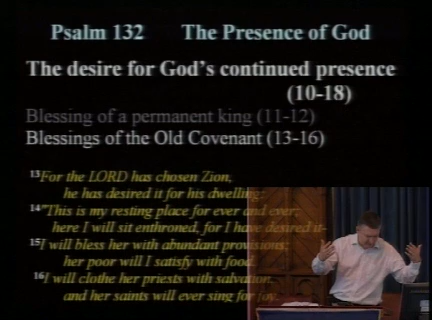 Psalm 132 The Presence of God
The desire for God's continued presence
(10-18)
Blessing of a permanent king (11-12)
Blessings of the Old Covenant (13-16)
13For the LORD has chosen Zion,
he has desired it for his dwelling:
14"This is my resting place for ever and ever;
here I will sit enthroned, for I have desired it-
15I will bless her with abundant provisions;
her poor will I satisfy with food.
16I will clothe her priests with salvation,
and her saints will ever sing for joy.